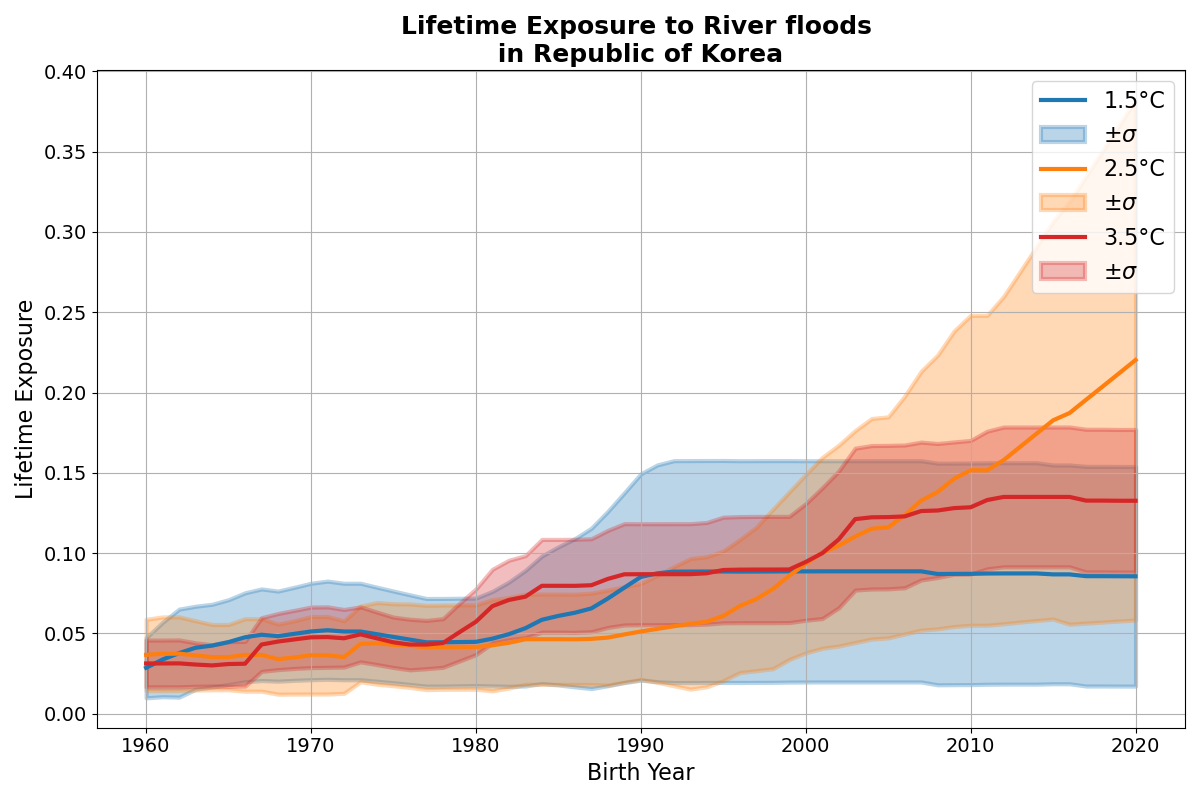 Lifetime Exposure to River floods
in Republic of Korea
0.40
0.35
0.30
0.25
0.20
0.15
0.10
0.05
0.00
Lifetime Exposure
1960
1970
1980
1990
2000
2010
2020
Birth Year
1.5°C
±σ
2.5°C
±σ
3.5°C
±σ